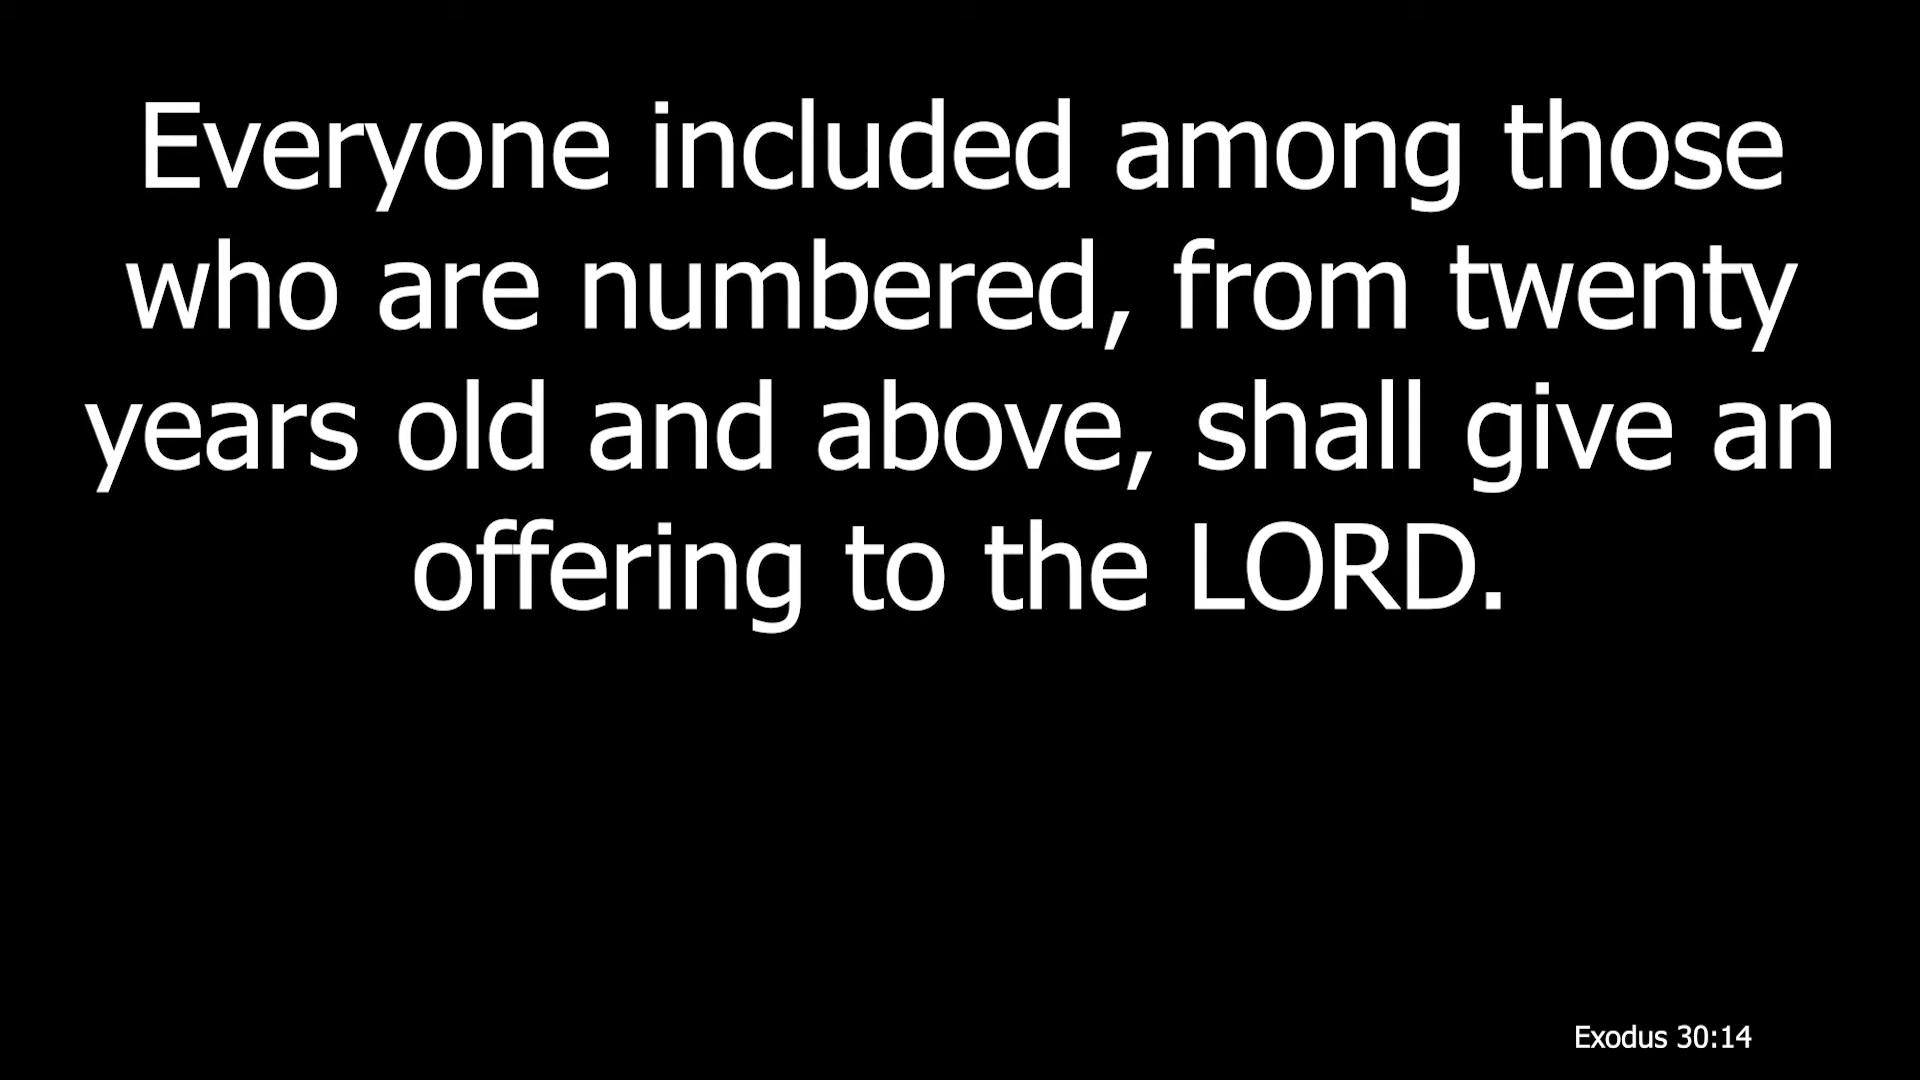 Everyone included among those
who are numbered, from twenty
years old and above, shall give an
offering to the LORD.
Exodus 30:14